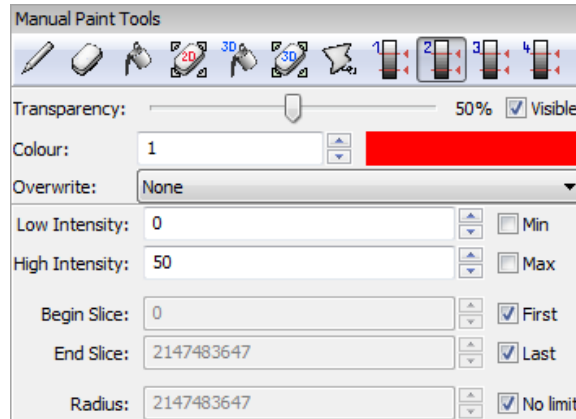 Manual Paint Tools
2D 3D 3D 1 2 3 4
Transparency: 50% Visible
Colour: 1
Overwrite: None
Low Intensity: 0 Min
High Intensity: 50 Max
Begin Slice: 0 First
End Slice: 2147483647 Last
Radius: 2147483647 No limit